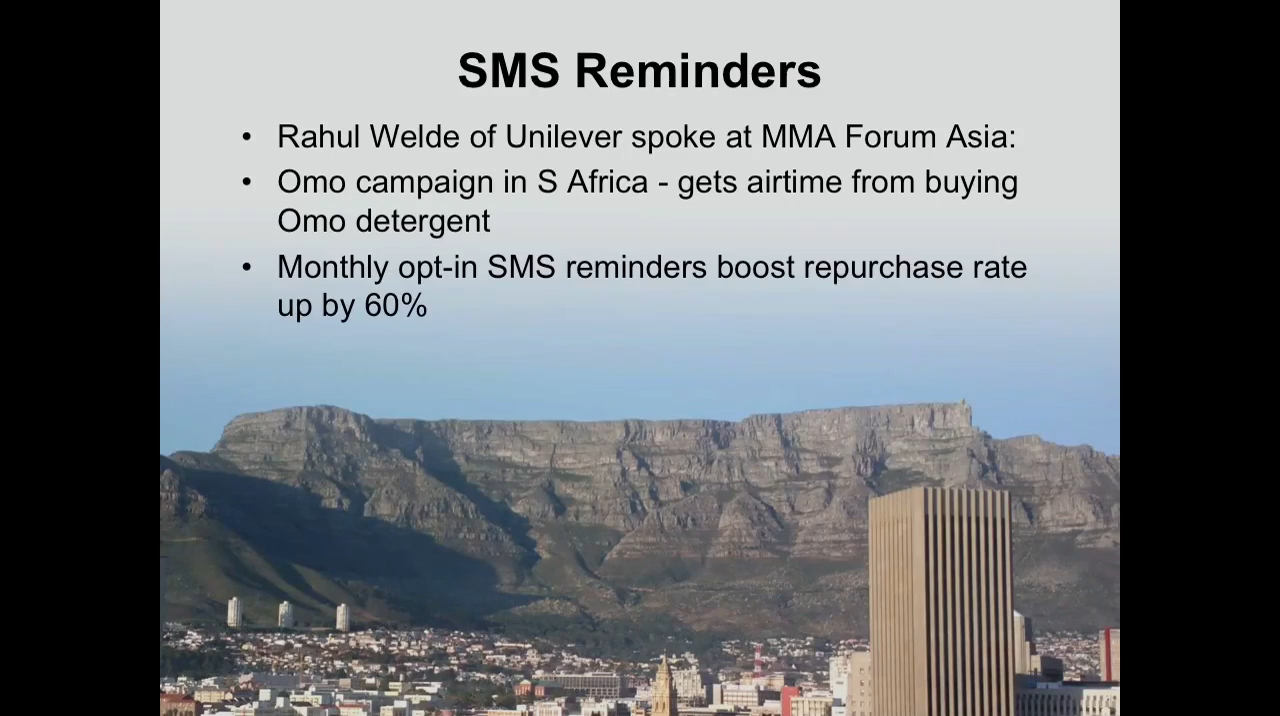 SMS Reminders
• Rahul Welde of Unilever spoke at MMA Forum Asia:
• Omo campaign in S Africa - gets airtime from buying
Omo detergent
• Monthly opt-in SMS reminders boost repurchase rate
up by 60%